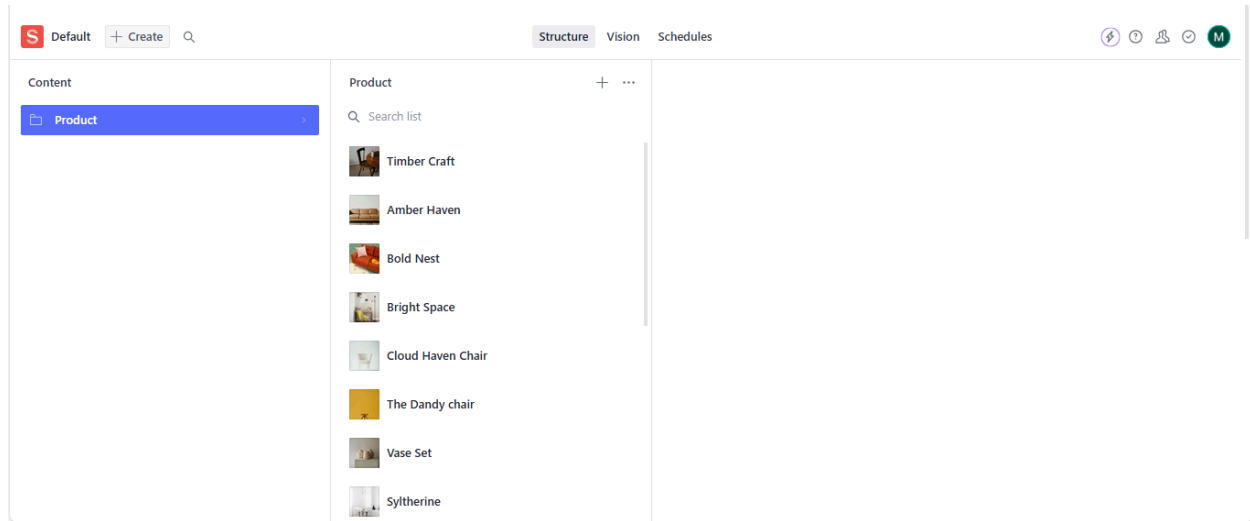 S Default + Create Structure Vision Schedules M
Content
Product
Product
Search list
Timber Craft
Amber Haven
Bold Nest
Bright Space
Cloud Haven Chair
The Dandy chair
Vase Set
Syltherine